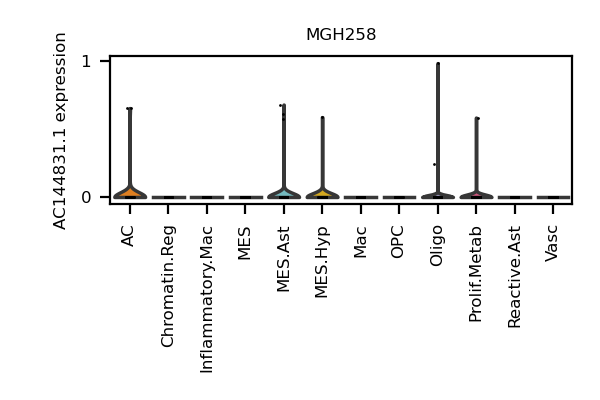 MGH258
AC144831.1 expression
1
0
AC
Chromatin.Reg
Inflammatory.Mac
MES
MES.Ast
MES.Hyp
Mac
OPC
Oligo
Prolif.Metab
Reactive.Ast
Vasc